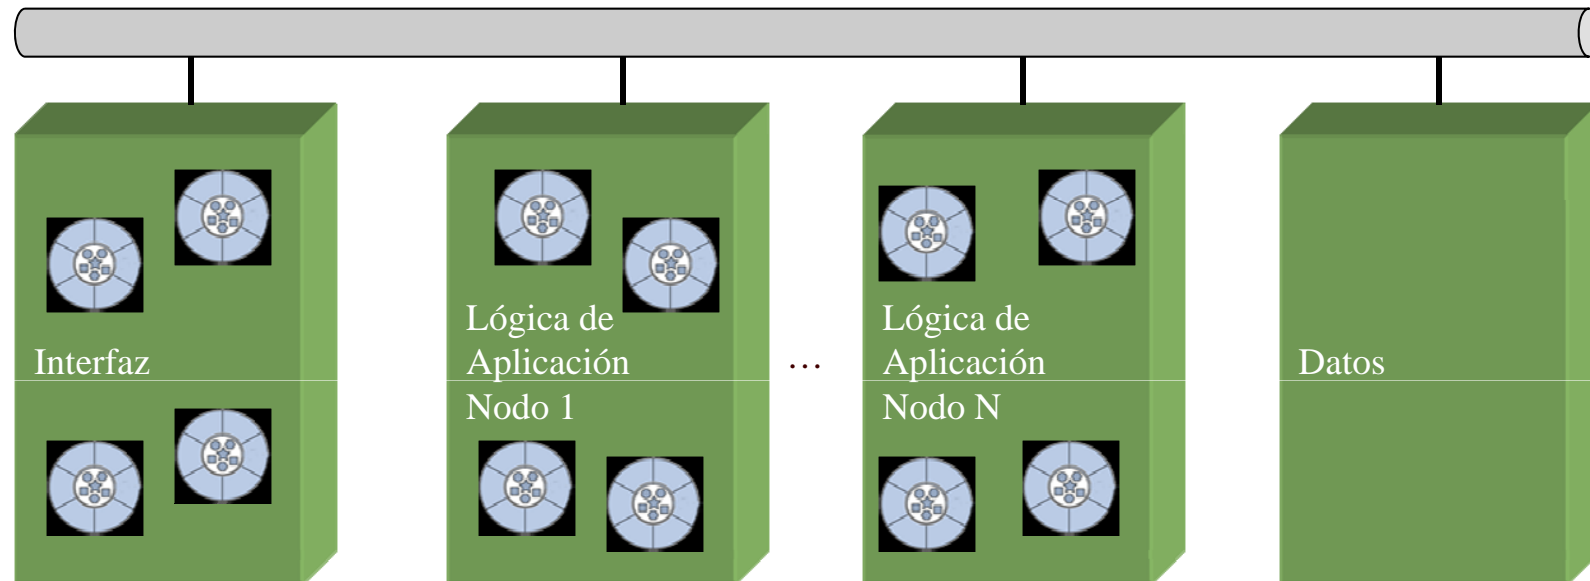 Interfaz
Lógica de
Aplicación
Nodo 1
...
Lógica de
Aplicación
Nodo N
Datos